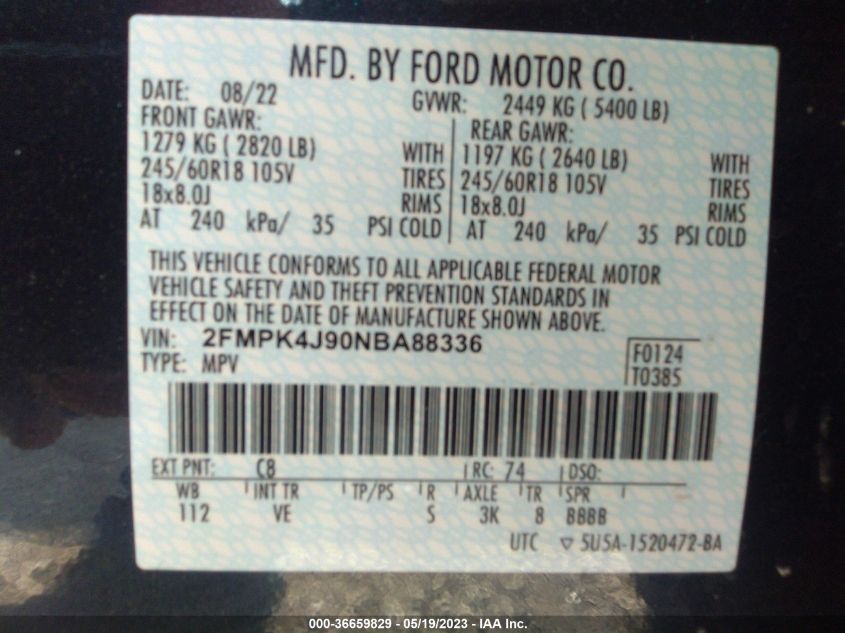 MFD. BY FORD MOTOR CO.
DATE: 08/22 GVWR: 2449 KG ( 5400 LB)
FRONT GAWR: REAR GAWR:
1279 KG ( 2820 LB) WITH 1197 KG ( 2640 LB) WITH
245/60R18 105V TIRES 245/60R18 105V TIRES
18x8.0J RIMS 18x8.0J RIMS
AT 240 kPa/ 35 PSI COLD AT 240 kPa/ 35 PSI COLD
THIS VEHICLE CONFORMS TO ALL APPLICABLE FEDERAL MOTOR
VEHICLE SAFETY AND THEFT PREVENTION STANDARDS IN
EFFECT ON THE DATE OF MANUFACTURE SHOWN ABOVE.
VIN: 2FMPK4J90NBA88336
TYPE: MPV
F0124
T0385
EXT PNT: C8 RC: 74 DSO:
WB INT TR TP/PS R AXLE TR SPR
112 VE S 3K 8 BBBB
UTC ▽ 5U5A-1520472-BA
000-36659829 - 05/19/2023 - IAA Inc.